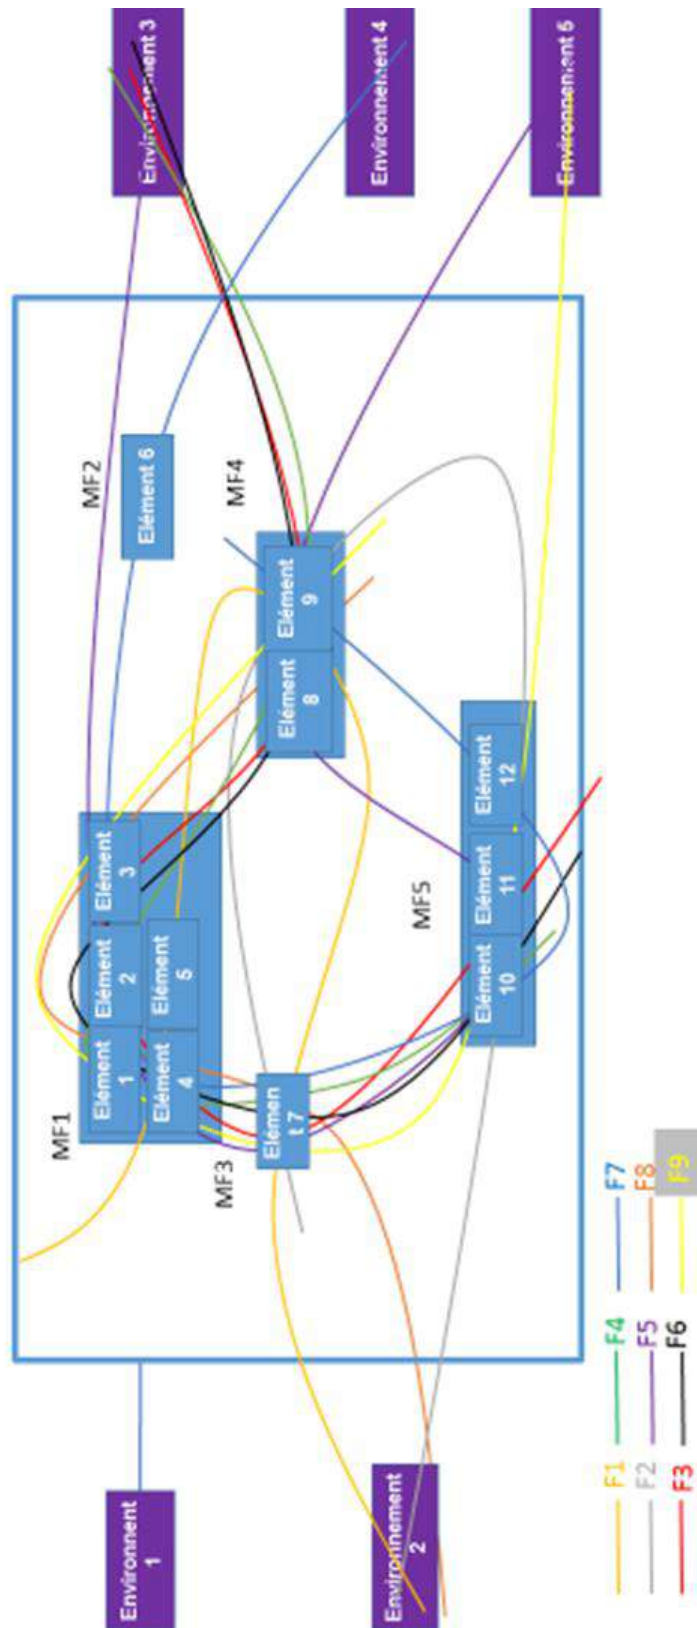 Environnement 3
Environnement 4
Environnement 5
MF2
Elément 6
MF4
Elément
9
Elément
8
Elément
3
Elément
2
Elément
1
Elément
5
Elément
4
MF1
MF3
Elémen
t 7
MF5
Elément
12
Elément
11
Elément
10
Environnent
1
Environnement
2
F1
F4
F7
F2
F5
F8
F3
F6
F9